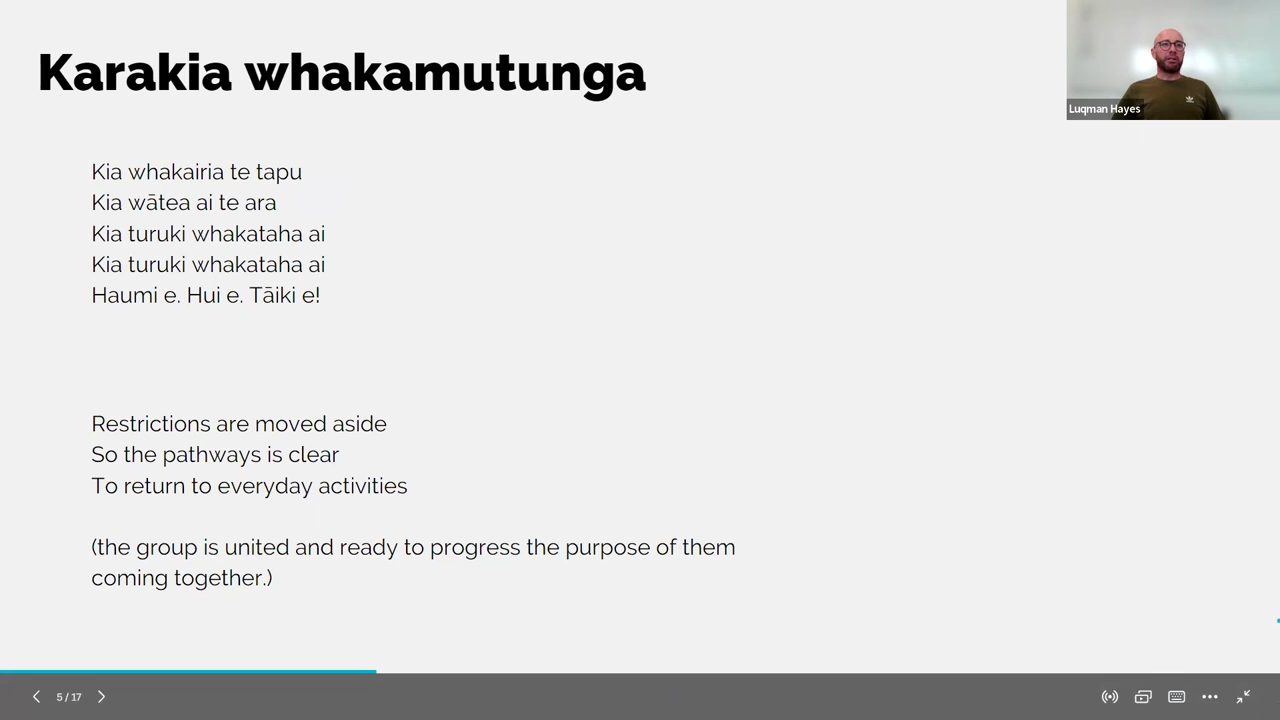 Karakia whakamutunga
Luqman Hayes
Kia whakairia te tapu
Kia wātea ai te ara
Kia turuki whakataha ai
Kia turuki whakataha ai
Haumi e. Hui e. Tāiki e!
Restrictions are moved aside
So the pathways is clear
To return to everyday activities
(the group is united and ready to progress the purpose of them
coming together.)
5 / 17